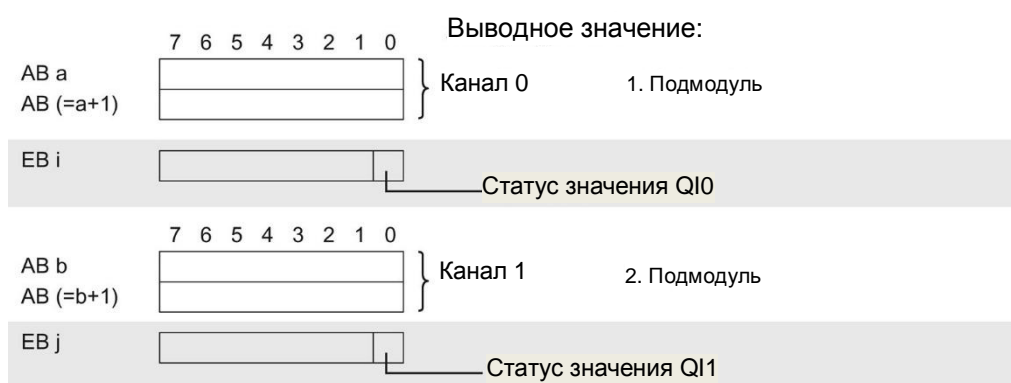 Выводное значение:
7 6 5 4 3 2 1 0
AB a
Канал 0
1. Подмодуль
AB (=a+1)
EB i
Статус значения QI0
7 6 5 4 3 2 1 0
AB b
Канал 1
2. Подмодуль
AB (=b+1)
EB j
Статус значения QI1